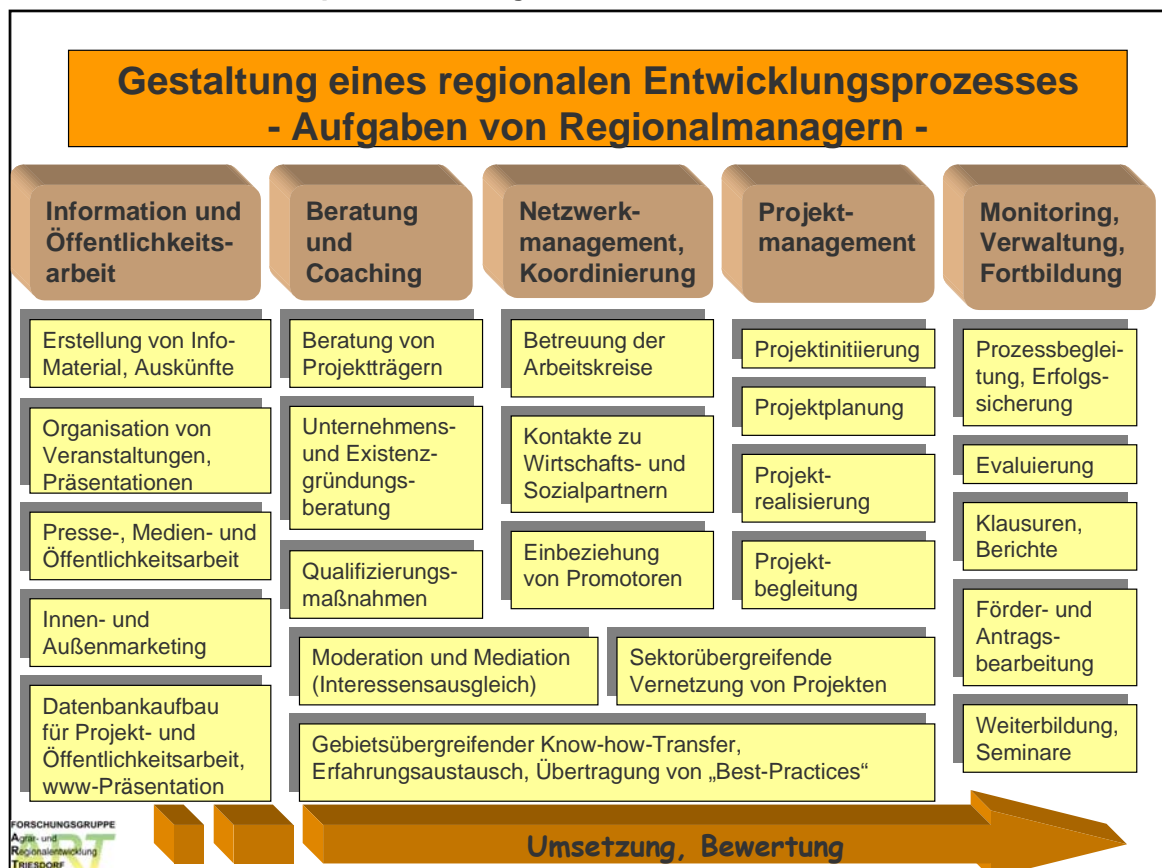 Gestaltung eines regionalen Entwicklungsprozesses
- Aufgaben von Regionalmanagern -
Information und
Öffentlichkeits-
arbeit
Erstellung von Info-
Material, Auskünfte
Organisation von
Veranstaltungen,
Präsentationen
Presse-, Medien- und
Öffentlichkeitsarbeit
Innen- und
Außenmarketing
Datenbankaufbau
für Projekt- und
Öffentlichkeitsarbeit,
www-Präsentation
Beratung
und
Coaching
Beratung von
Projektträgern
Unternehmens-
und Existenz-
gründungs-
beratung
Qualifizierungs-
maßnahmen
Netzwerk-
management,
Koordinierung
Betreuung der
Arbeitskreise
Kontakte zu
Wirtschafts- und
Sozialpartnern
Einbeziehung
von Promotoren
Projekt-
management
Projektinitiierung
Projektplanung
Projekt-
realisierung
Projekt-
begleitung
Moderation und Mediation
(Interessensausgleich)
Sektorübergreifende
Vernetzung von Projekten
Gebietsübergreifender Know-how-Transfer,
Erfahrungsaustausch, Übertragung von „Best-Practices“
Monitoring,
Verwaltung,
Fortbildung
Prozessbeglei-
tung, Erfolgs-
sicherung
Evaluierung
Klausuren,
Berichte
Förder- und
Antrags-
bearbeitung
Weiterbildung,
Seminare
Umsetzung, Bewertung
FORSCHUNGSGRUPPE
Agrar- und
Regionalentwicklung
TRIESDORF
ART